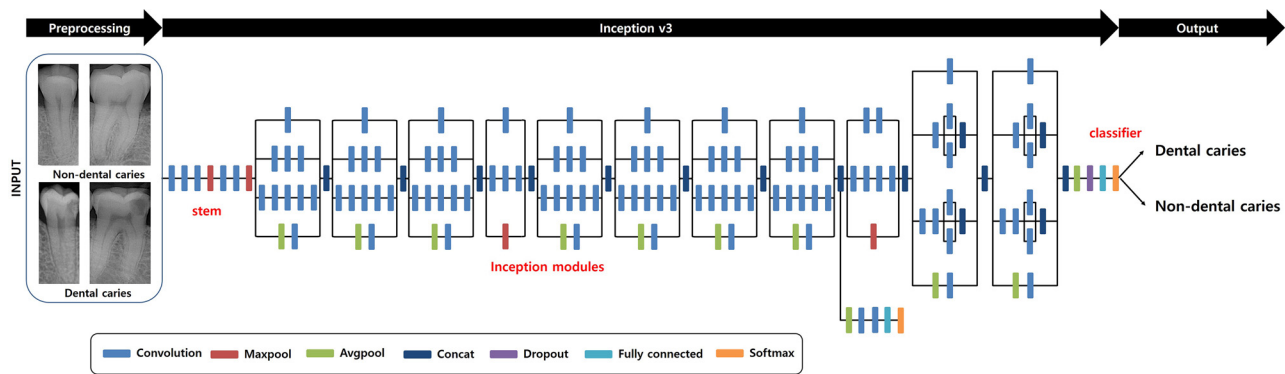 Preprocessing
Inception v3
Output
INPUT
Non-dental caries
Dental caries
stem
Inception modules
classifier
Dental caries
Non-dental caries
Convolution
Maxpool
Avgpool
Concat
Dropout
Fully connected
Softmax